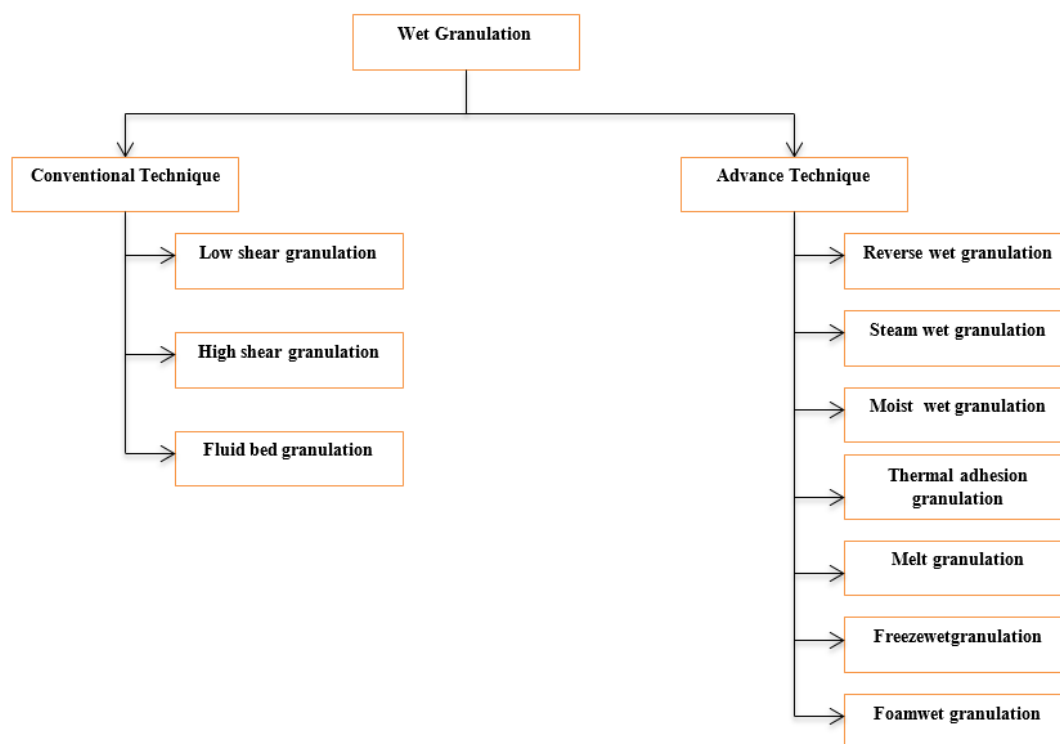 Wet Granulation
Conventional Technique
Advance Technique
Low shear granulation
High shear granulation
Fluid bed granulation
Reverse wet granulation
Steam wet granulation
Moist wet granulation
Thermal adhesion
granulation
Melt granulation
Freezewetgranulation
Foamwet granulation